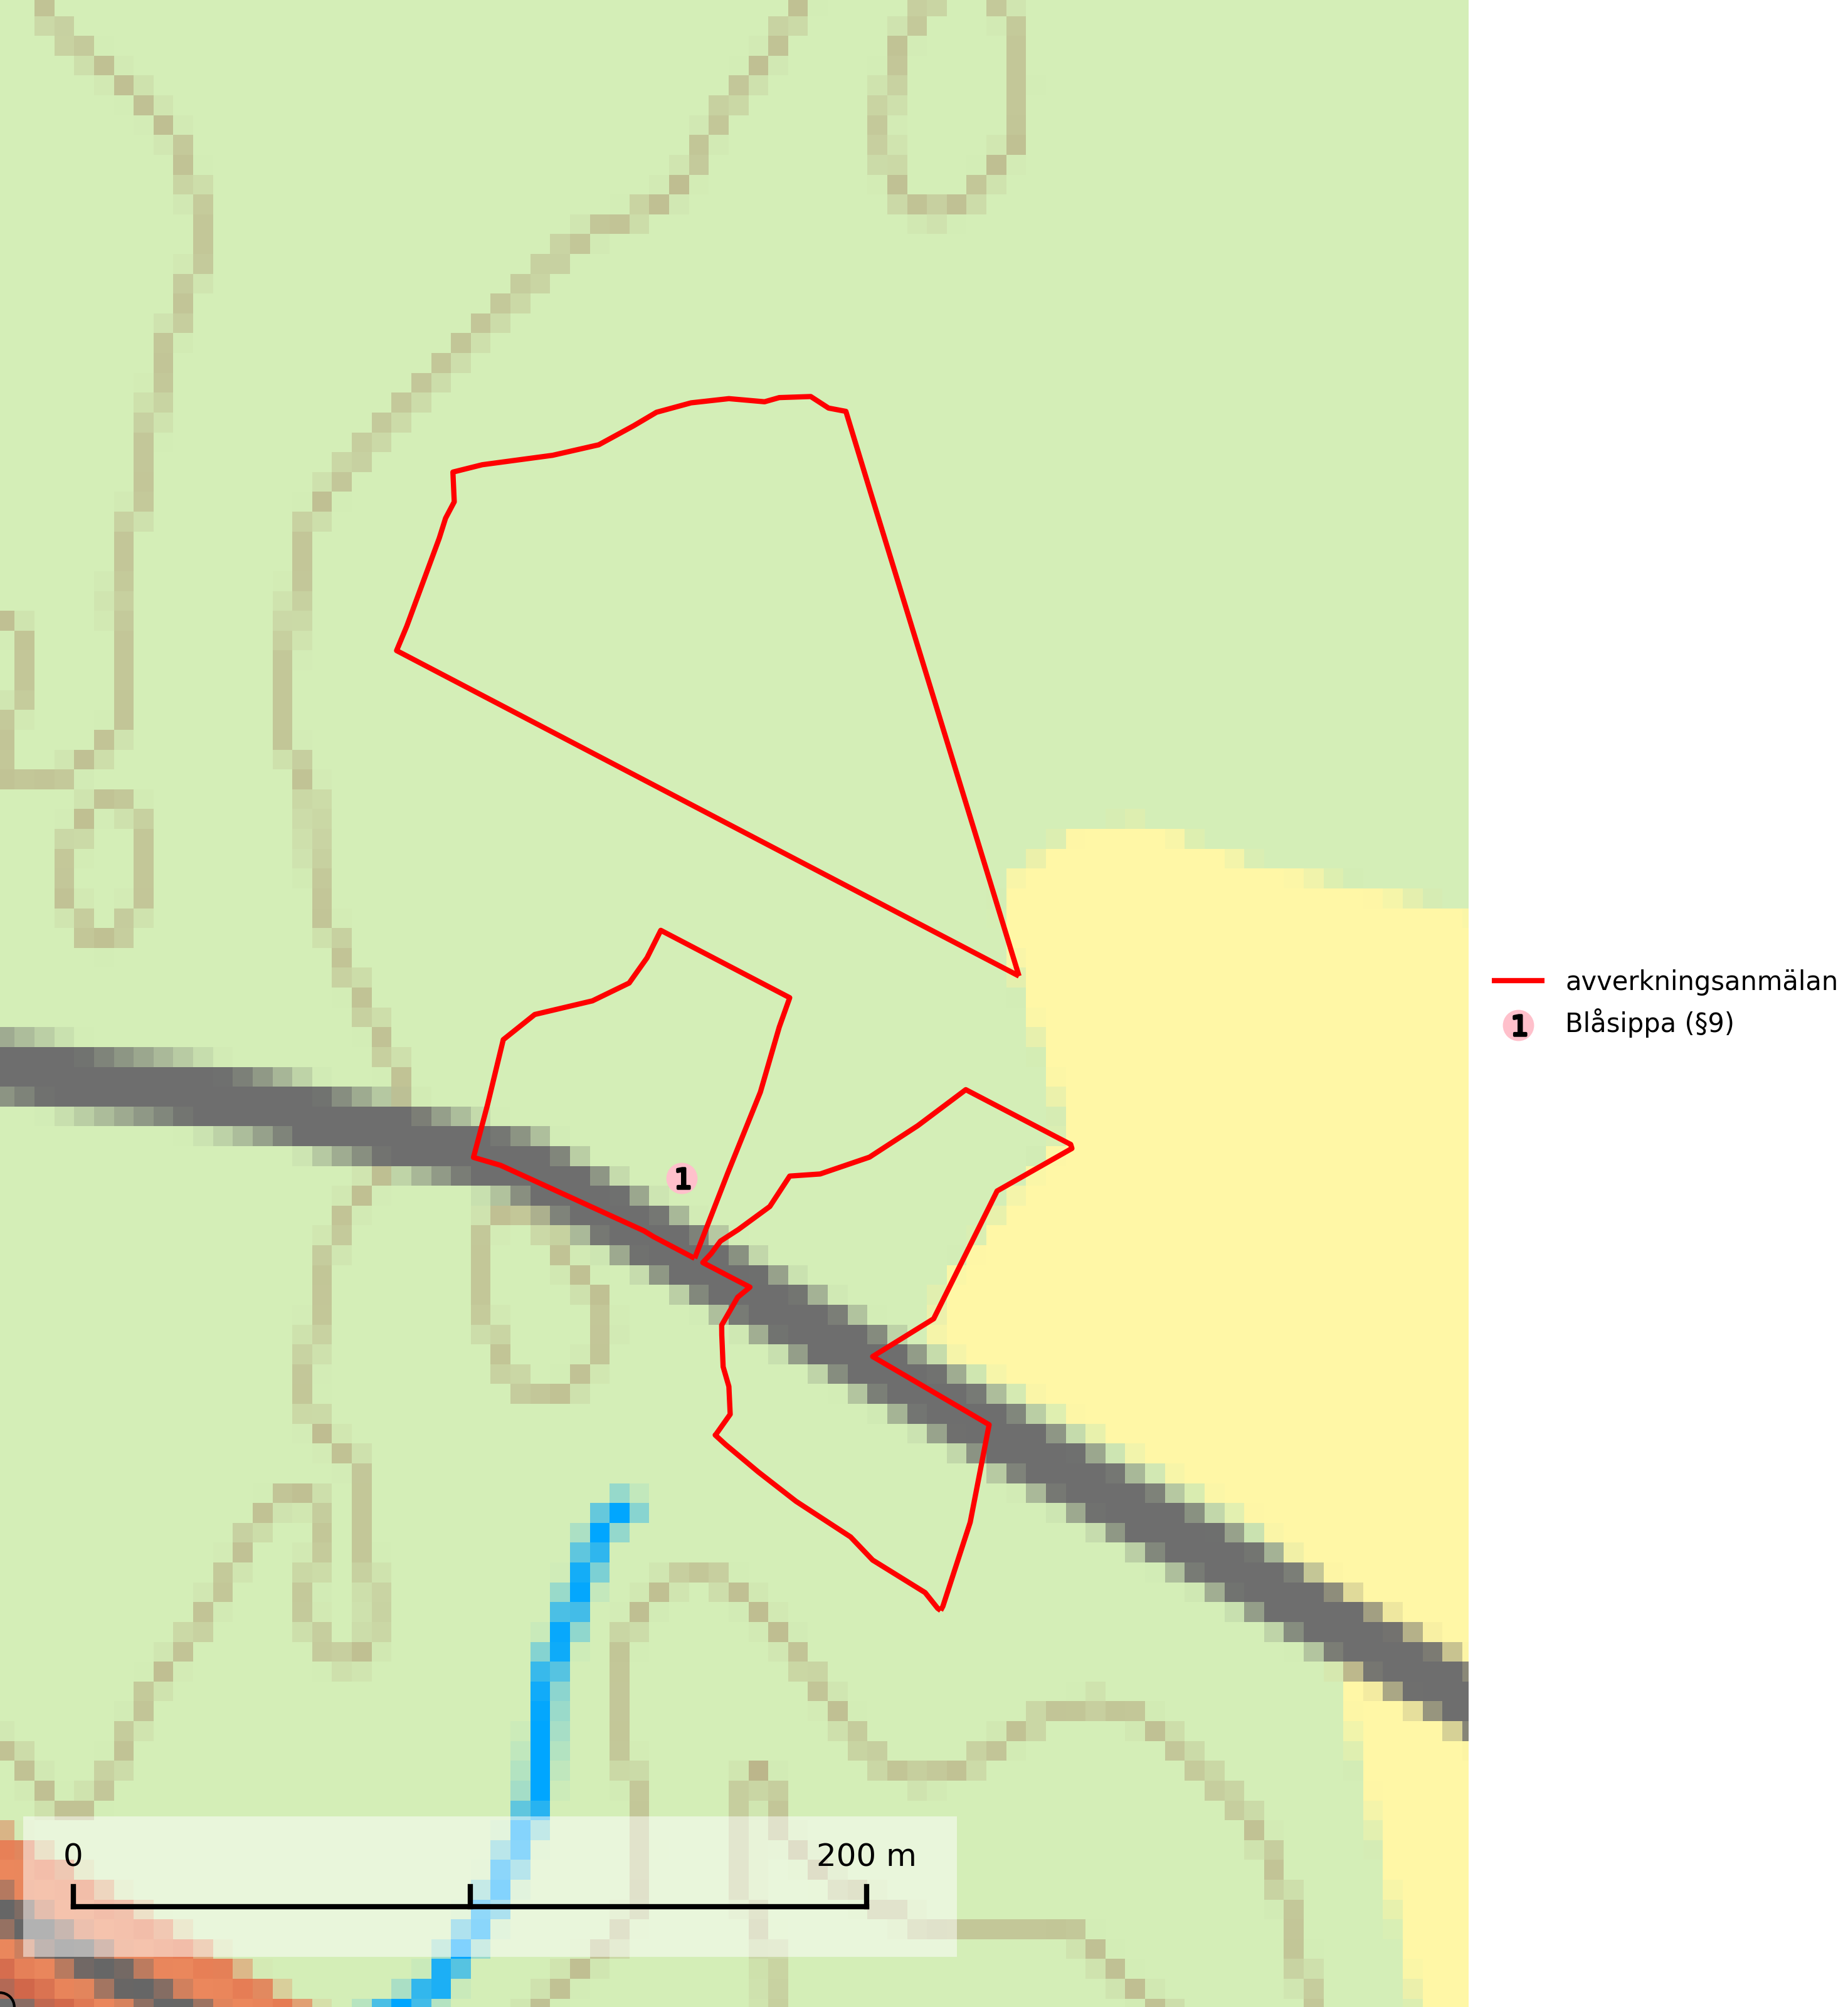 avverkningsanmälan
1 Blåsippa (§9)
1
0 200 m